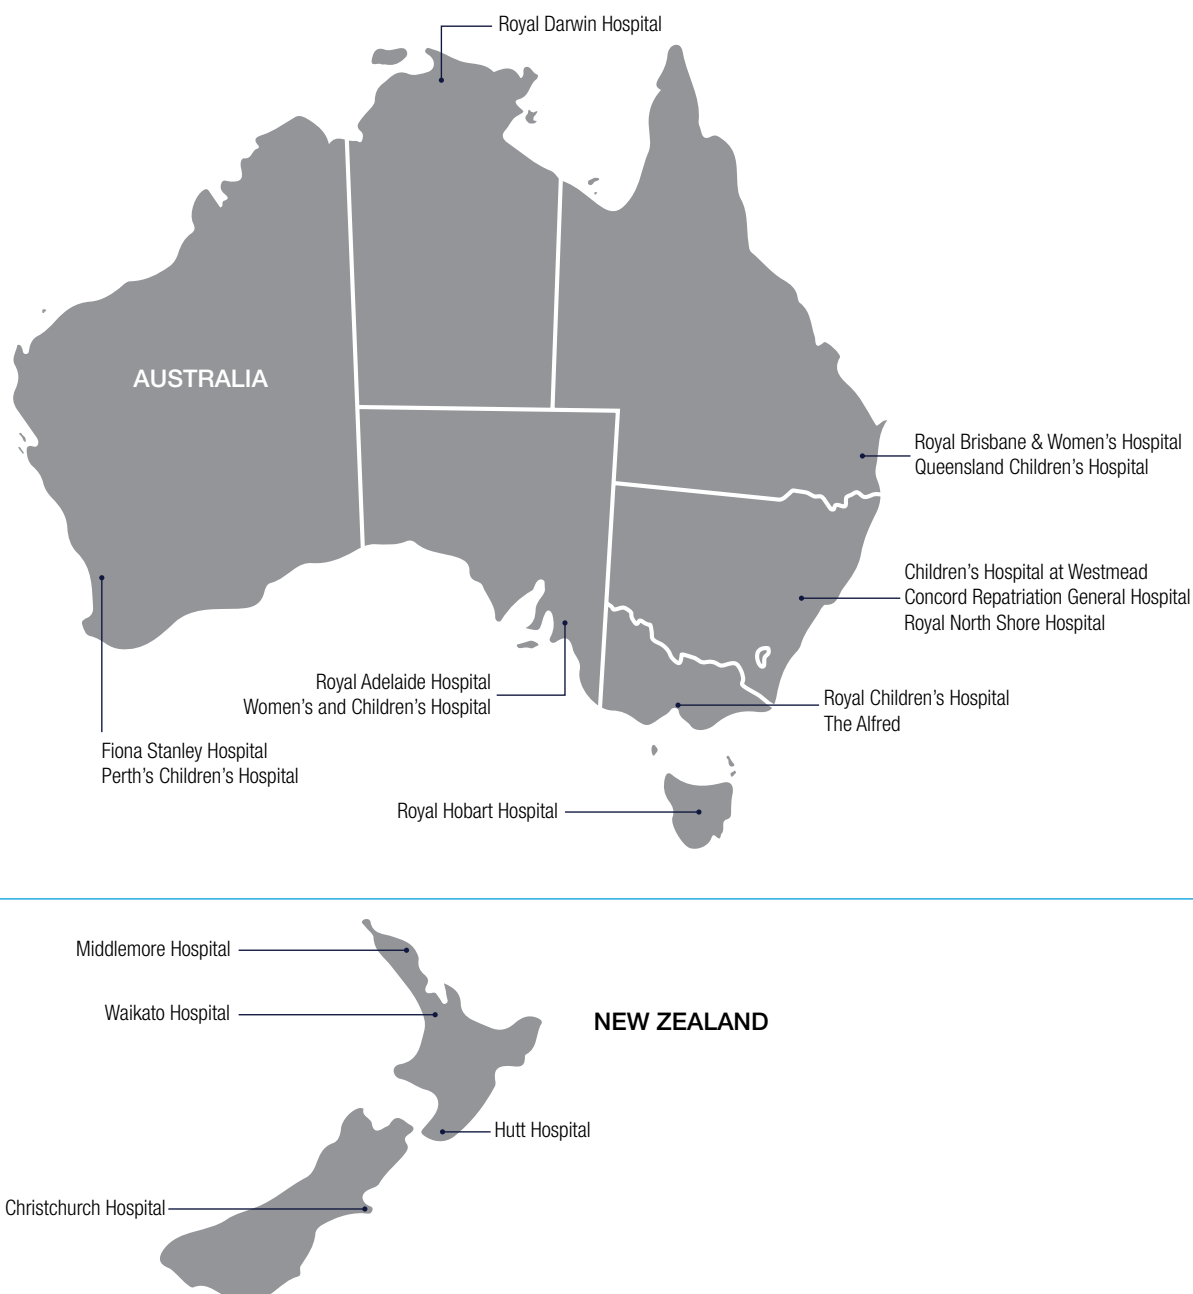 Royal Darwin Hospital
AUSTRALIA
Royal Brisbane & Women's Hospital
Queensland Children's Hospital
Children's Hospital at Westmead
Concord Repatriation General Hospital
Royal North Shore Hospital
Royal Adelaide Hospital
Women's and Children's Hospital
Royal Children's Hospital
The Alfred
Fiona Stanley Hospital
Perth's Children's Hospital
Royal Hobart Hospital
Middlemore Hospital
Waikato Hospital
NEW ZEALAND
Hutt Hospital
Christchurch Hospital